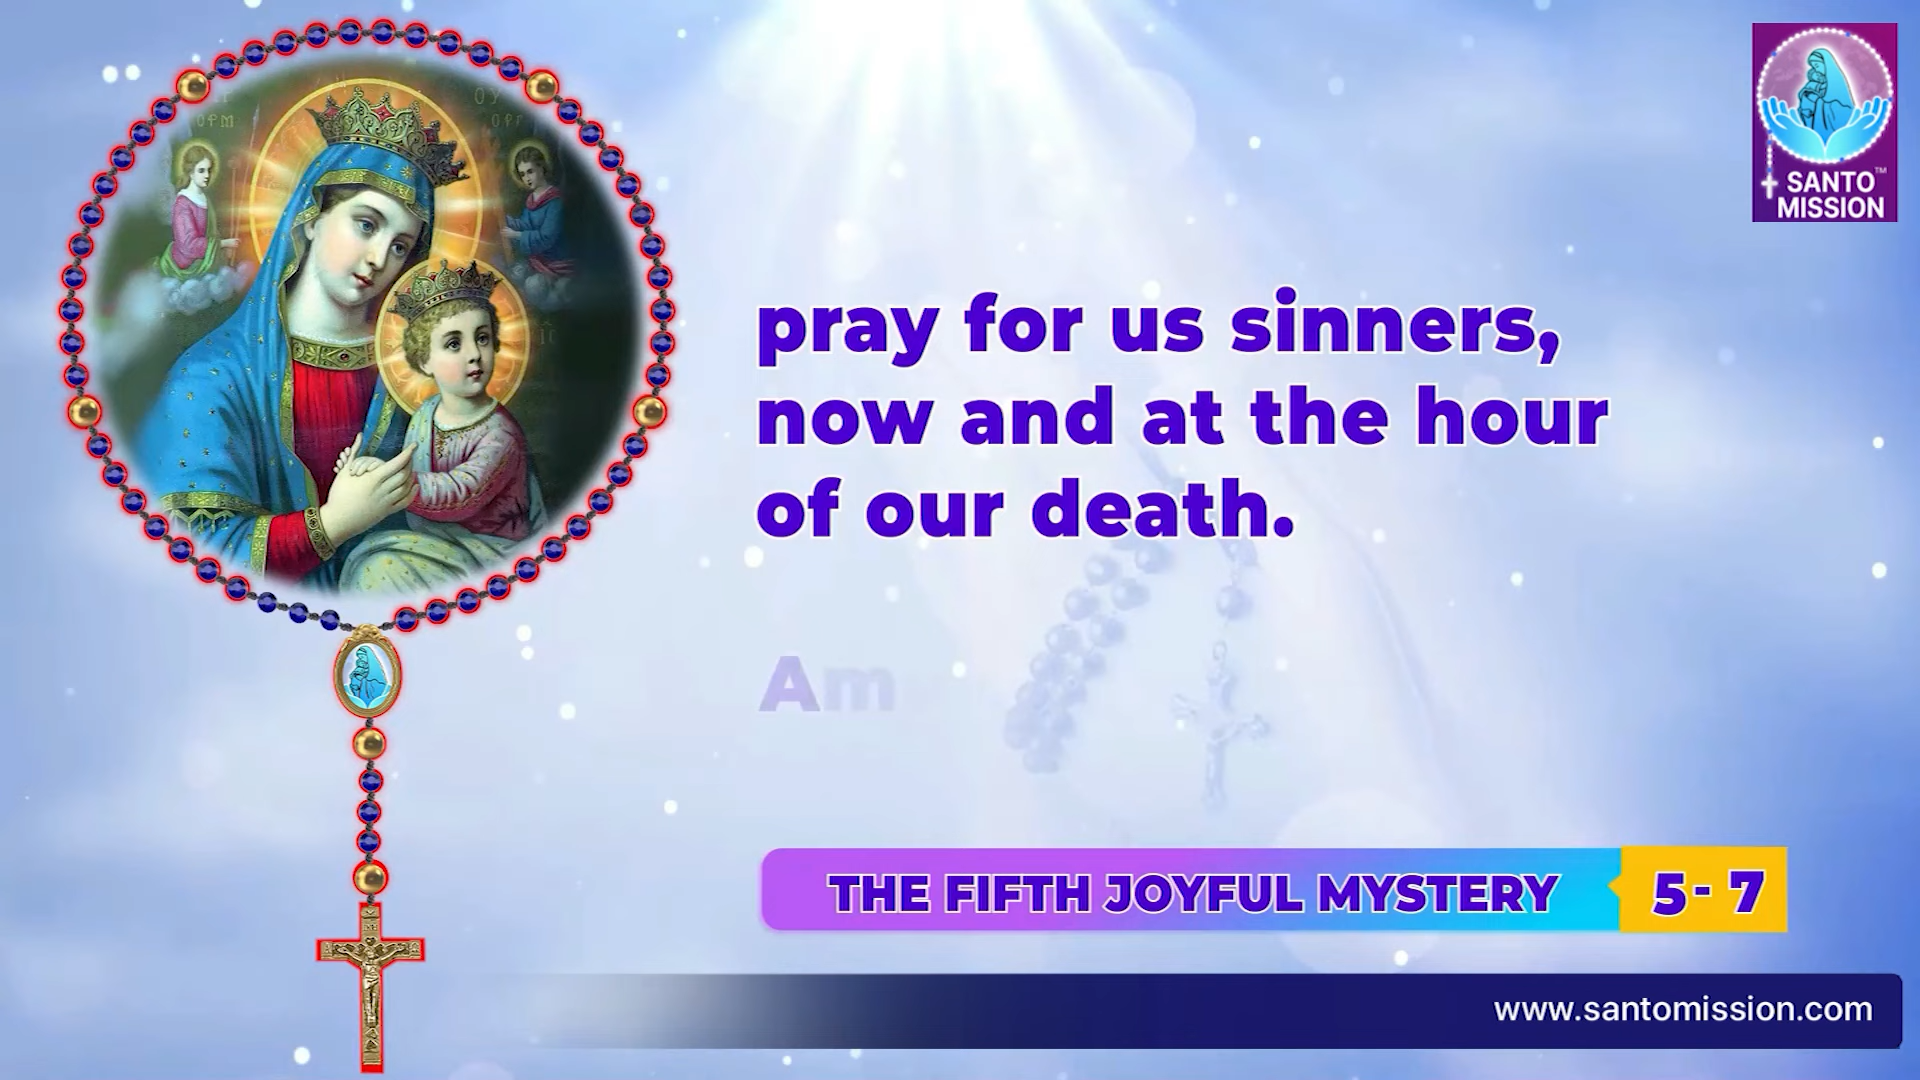 SANTO™
MISSION
pray for us sinners,
now and at the hour
of our death.
Am
THE FIFTH JOYFUL MYSTERY 5- 7
www.santomission.com